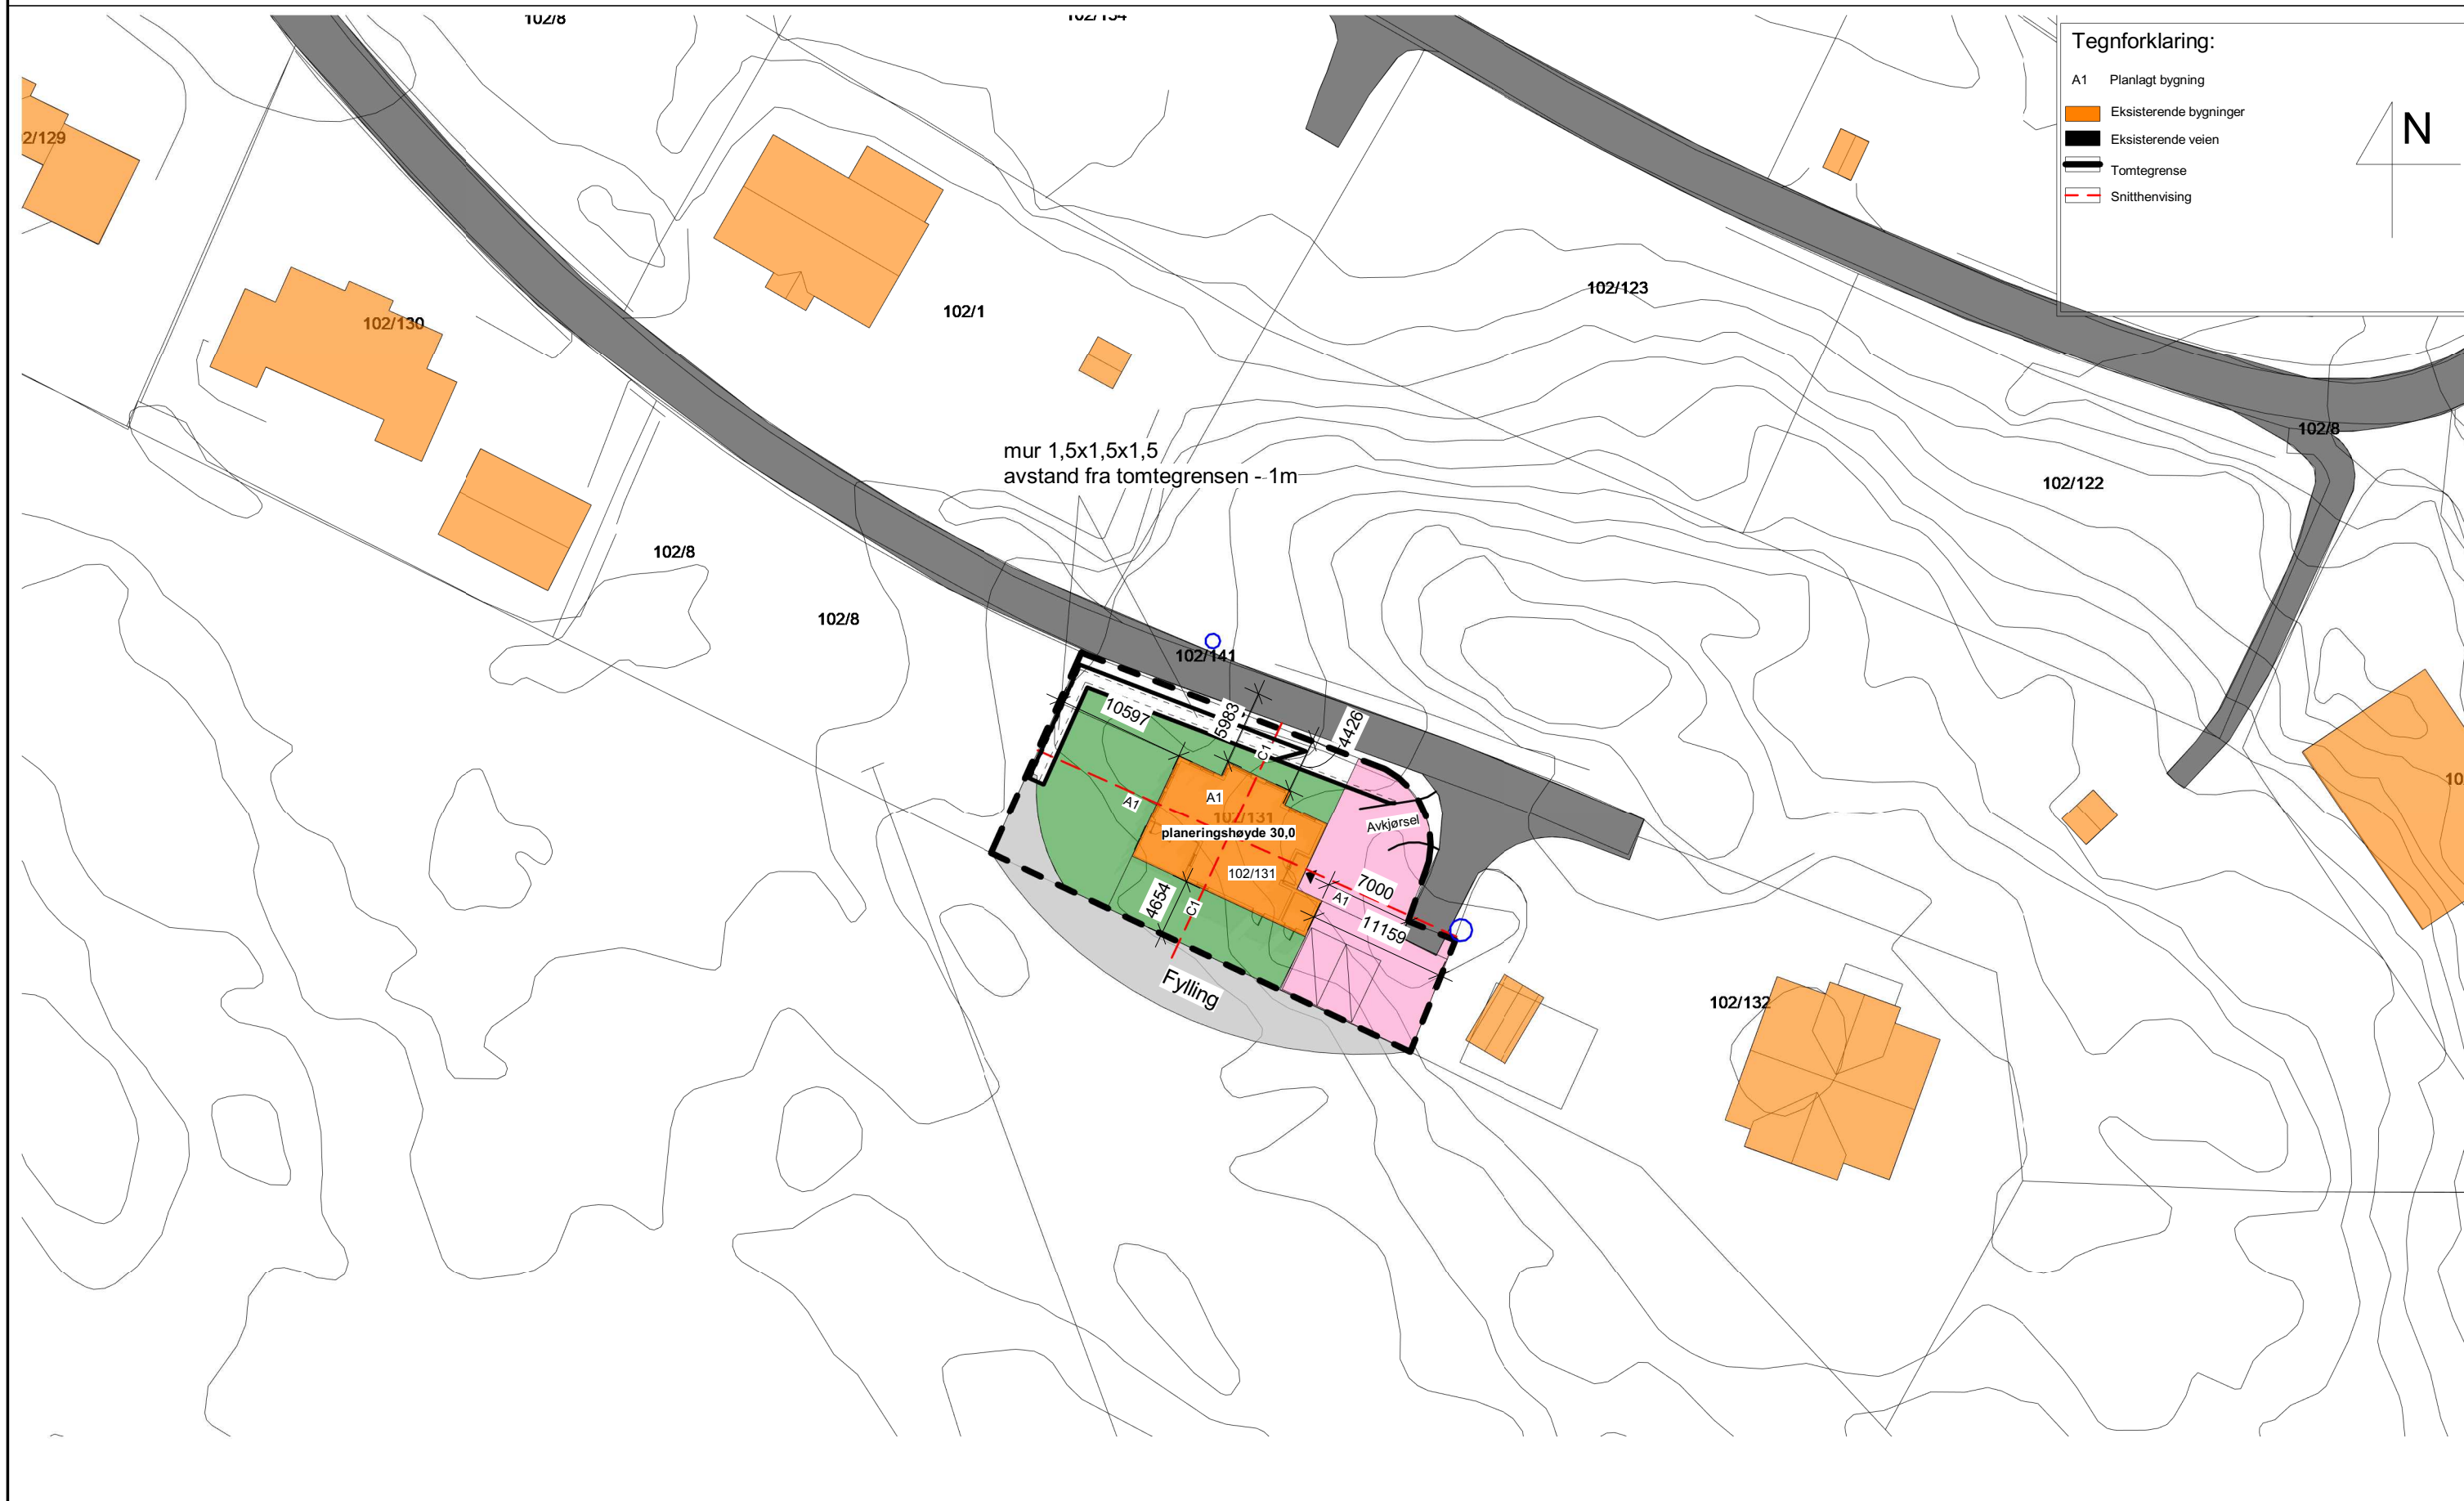 102/8
Tegnforklaring:
A1 Planlagt bygning
Eksisterende bygninger
Eksisterende veien
Tomtegrense
Snitthenvising
N
2/129
102/130
102/1
102/123
102/8
102/122
mur 1,5x1,5x1,5
avstand fra tomtegrensen - 1m
102/8
102/8
102/141
10597
5983
4426
C1
A1
A1
102/131
planeringshøyde 30,0
102/131
Avkjørsel
7000
A1
11159
4654
C1
Fylling
102/132
10